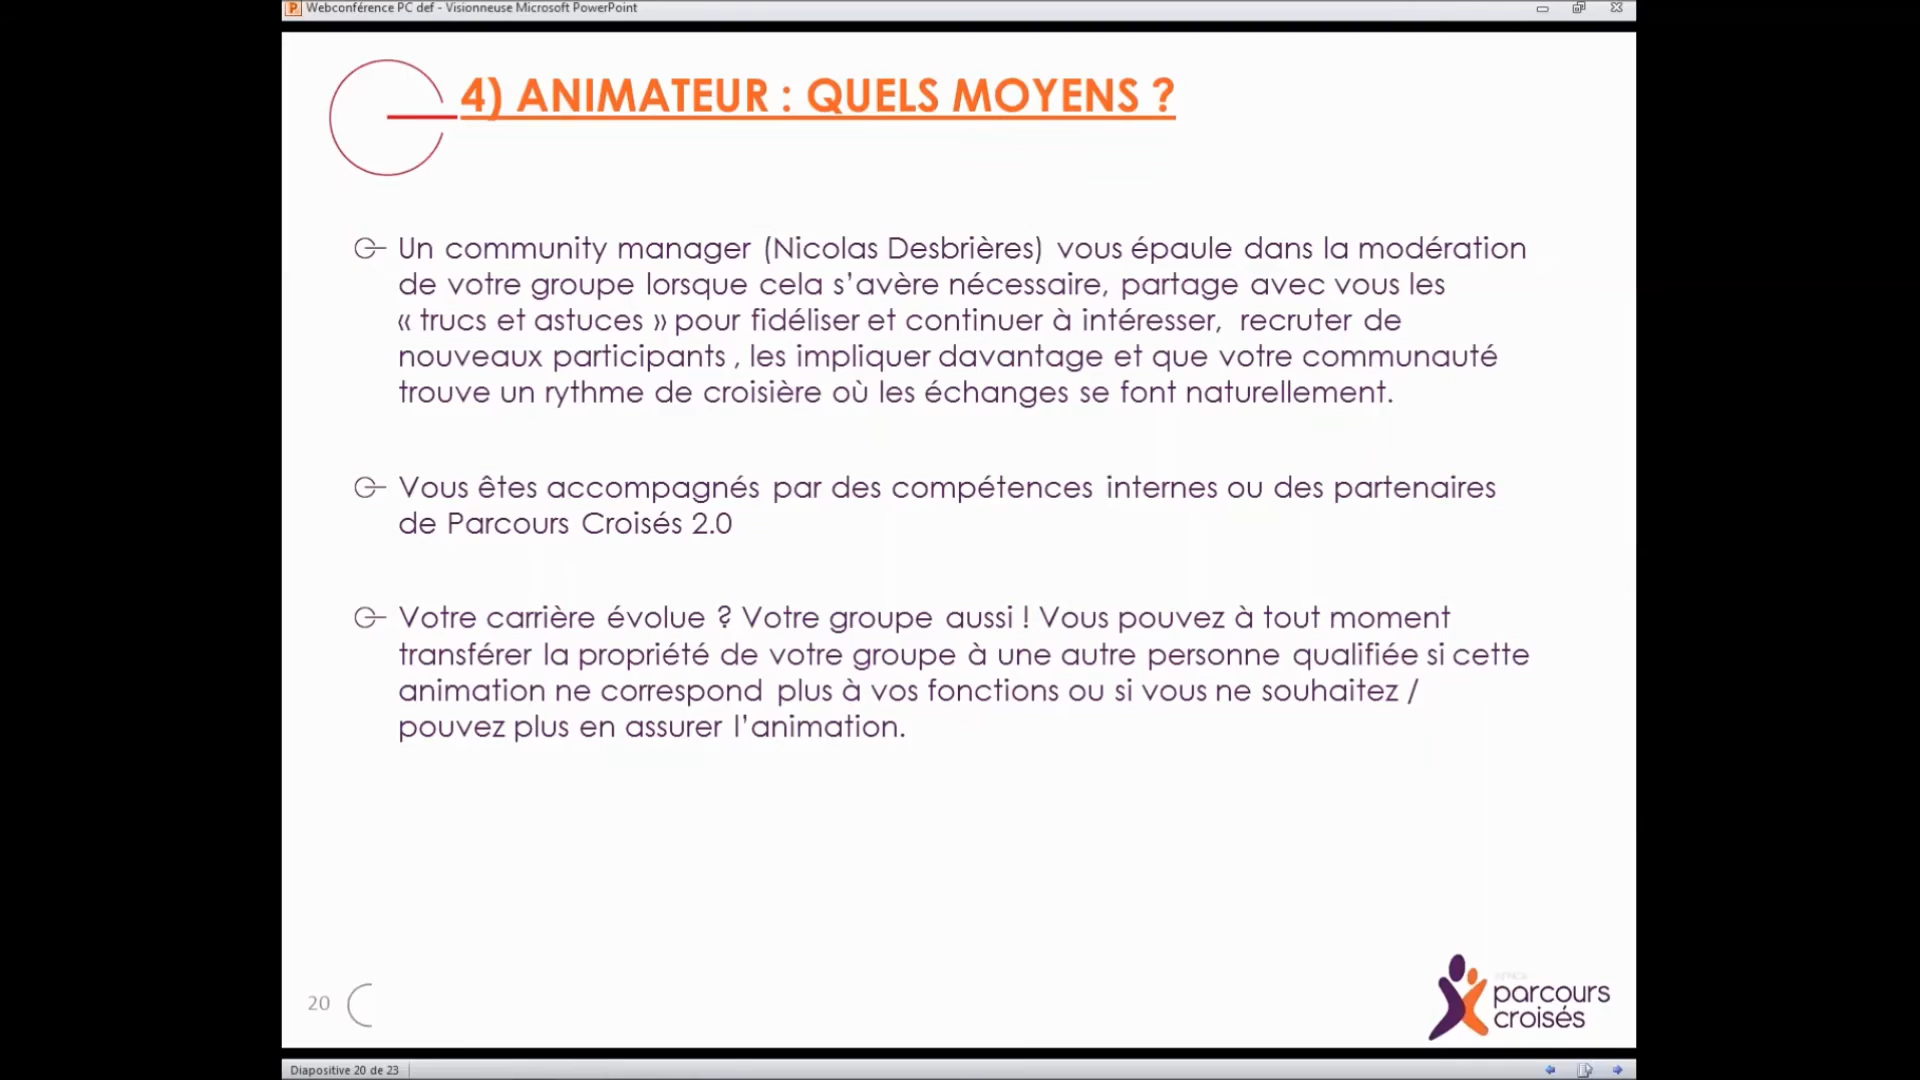 Webconférence PC def - Visionneuse Microsoft PowerPoint
4) ANIMATEUR : QUELS MOYENS ?
Un community manager (Nicolas Desbrières) vous épaule dans la modération
de votre groupe lorsque cela s’avère nécessaire, partage avec vous les
« trucs et astuces » pour fidéliser et continuer à intéresser, recruter de
nouveaux participants , les impliquer davantage et que votre communauté
trouve un rythme de croisière où les échanges se font naturellement.
Vous êtes accompagnés par des compétences internes ou des partenaires
de Parcours Croisés 2.0
Votre carrière évolue ? Votre groupe aussi ! Vous pouvez à tout moment
transférer la propriété de votre groupe à une autre personne qualifiée si cette
animation ne correspond plus à vos fonctions ou si vous ne souhaitez /
pouvez plus en assurer l’animation.
20
parcours
croisés
Diapositive 20 de 23